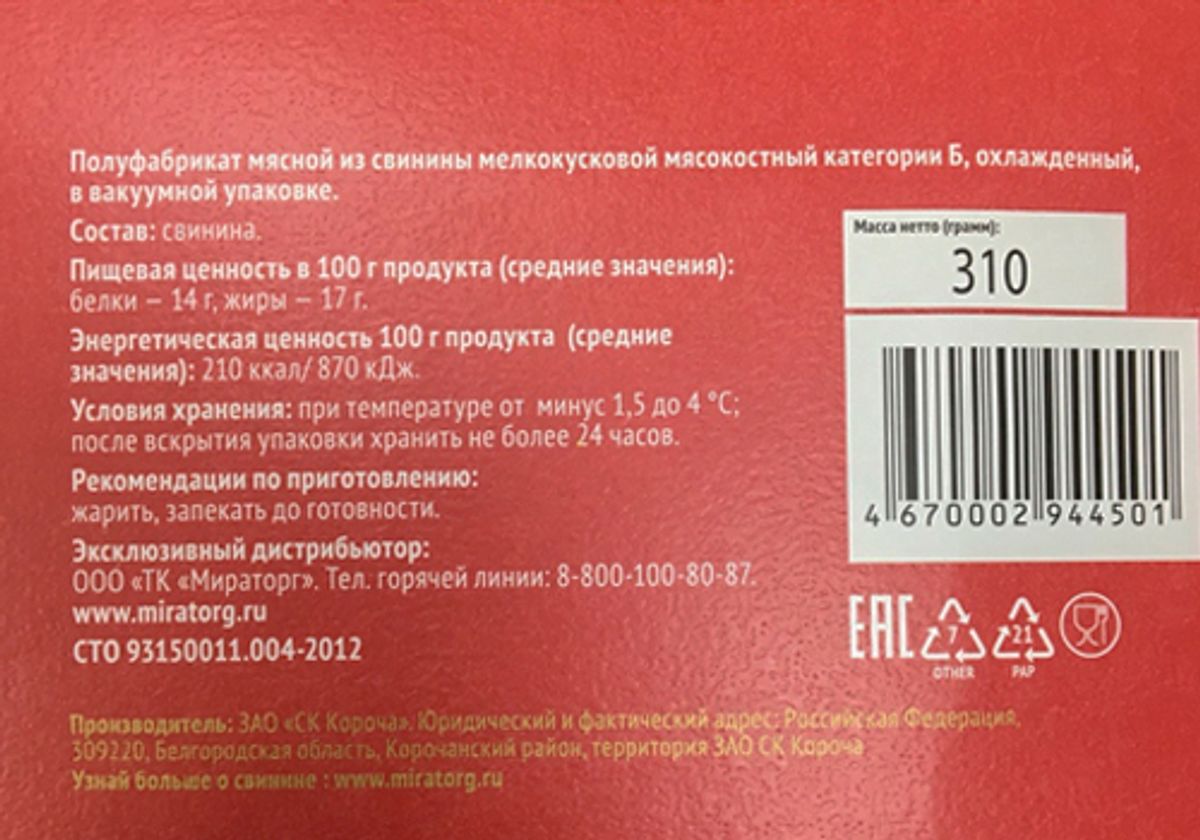 Полуфабрикат мясной из свинины мелкокусковой мясокостный категории Б, охлажденный,
в вакуумной упаковке.
Состав: свинина.
Пищевая ценность в 100 г продукта (средние значения):
белки — 14 г, жиры — 17 г.
Энергетическая ценность 100 г продукта (средние
значения): 210 ккал/ 870 кДж.
Условия хранения: при температуре от минус 1,5 до 4 °С;
после вскрытия упаковки хранить не более 24 часов.
Рекомендации по приготовлению:
жарить, запекать до готовности.
Эксклюзивный дистрибьютор:
ООО «ТК «Мираторг». Тел. горячей линии: 8-800-100-80-87.
www.miratorg.ru
СТО 93150011.004-2012
Масса нетто (грамм):
310
4 670002 944501
EAC
7
OTHER
21
PAP
Производитель: ЗАО «СК Короча». Юридический и фактический адрес: Российская Федерация,
309220, Белгородская область, Корочанский район, территория ЗАО СК Короча
Узнай больше о свинине : www.miratorg.ru